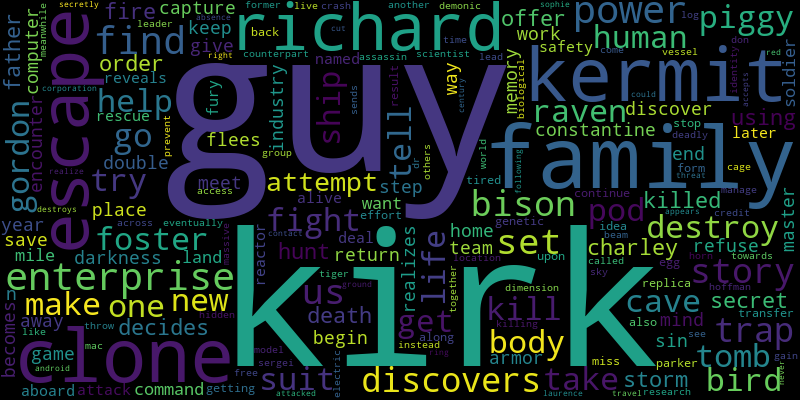 guy
kirk
richard
family
kermit
clone
escape
enterprise
human
power
piggy
raven
find
help
go
gordon
father
computer
fire
capture
keep
give
order
reveals
named
industry
fury
ship
tell
way
memory
offer
work
safety
soldier
discover
using
later
constantine
end
form
cage
master
killed
destroy
pod
bison
set
charley
refuse
story
cave
secret
mind
trap
tomb
bird
sin
parker
storm
miss
armor
body
kill
life
get
us
fight
attempt
meet
flees
double
try
encounter
place
foster
darkness
land
mile
save
year
make
one
new
decides
becomes
away
game
aboard
attack
command
getting
suit
begin
death
hunt
return
deal
want
alive
step
effort
realizes
home
team
discovers
take
rescue
reactor
secretly
leader
absence
former
live
crash
another
demonic
sophie
back
counterpart
assassin
scientist
time
cut
right
lead
log
vessel
red
don
come
identity
accepts
biological
corporation
meanwhile
prevent
group
access
sends
result
century
others
dr
world
following
tired
stop
deadly
could
threat
continue
manage
appears
credit
idea
beam
called
sky
towards
upon
genetic
location
egg
horn
hoffman
replica
also
transfer
see
gain
never
dimension
together
killing
instead
along
ring
ground
tiger
contact
massive
hidden
across
eventually
destroys
realize
like
throw
mac
android
model
sergei
free
attacked
electric
laurence
travel
research